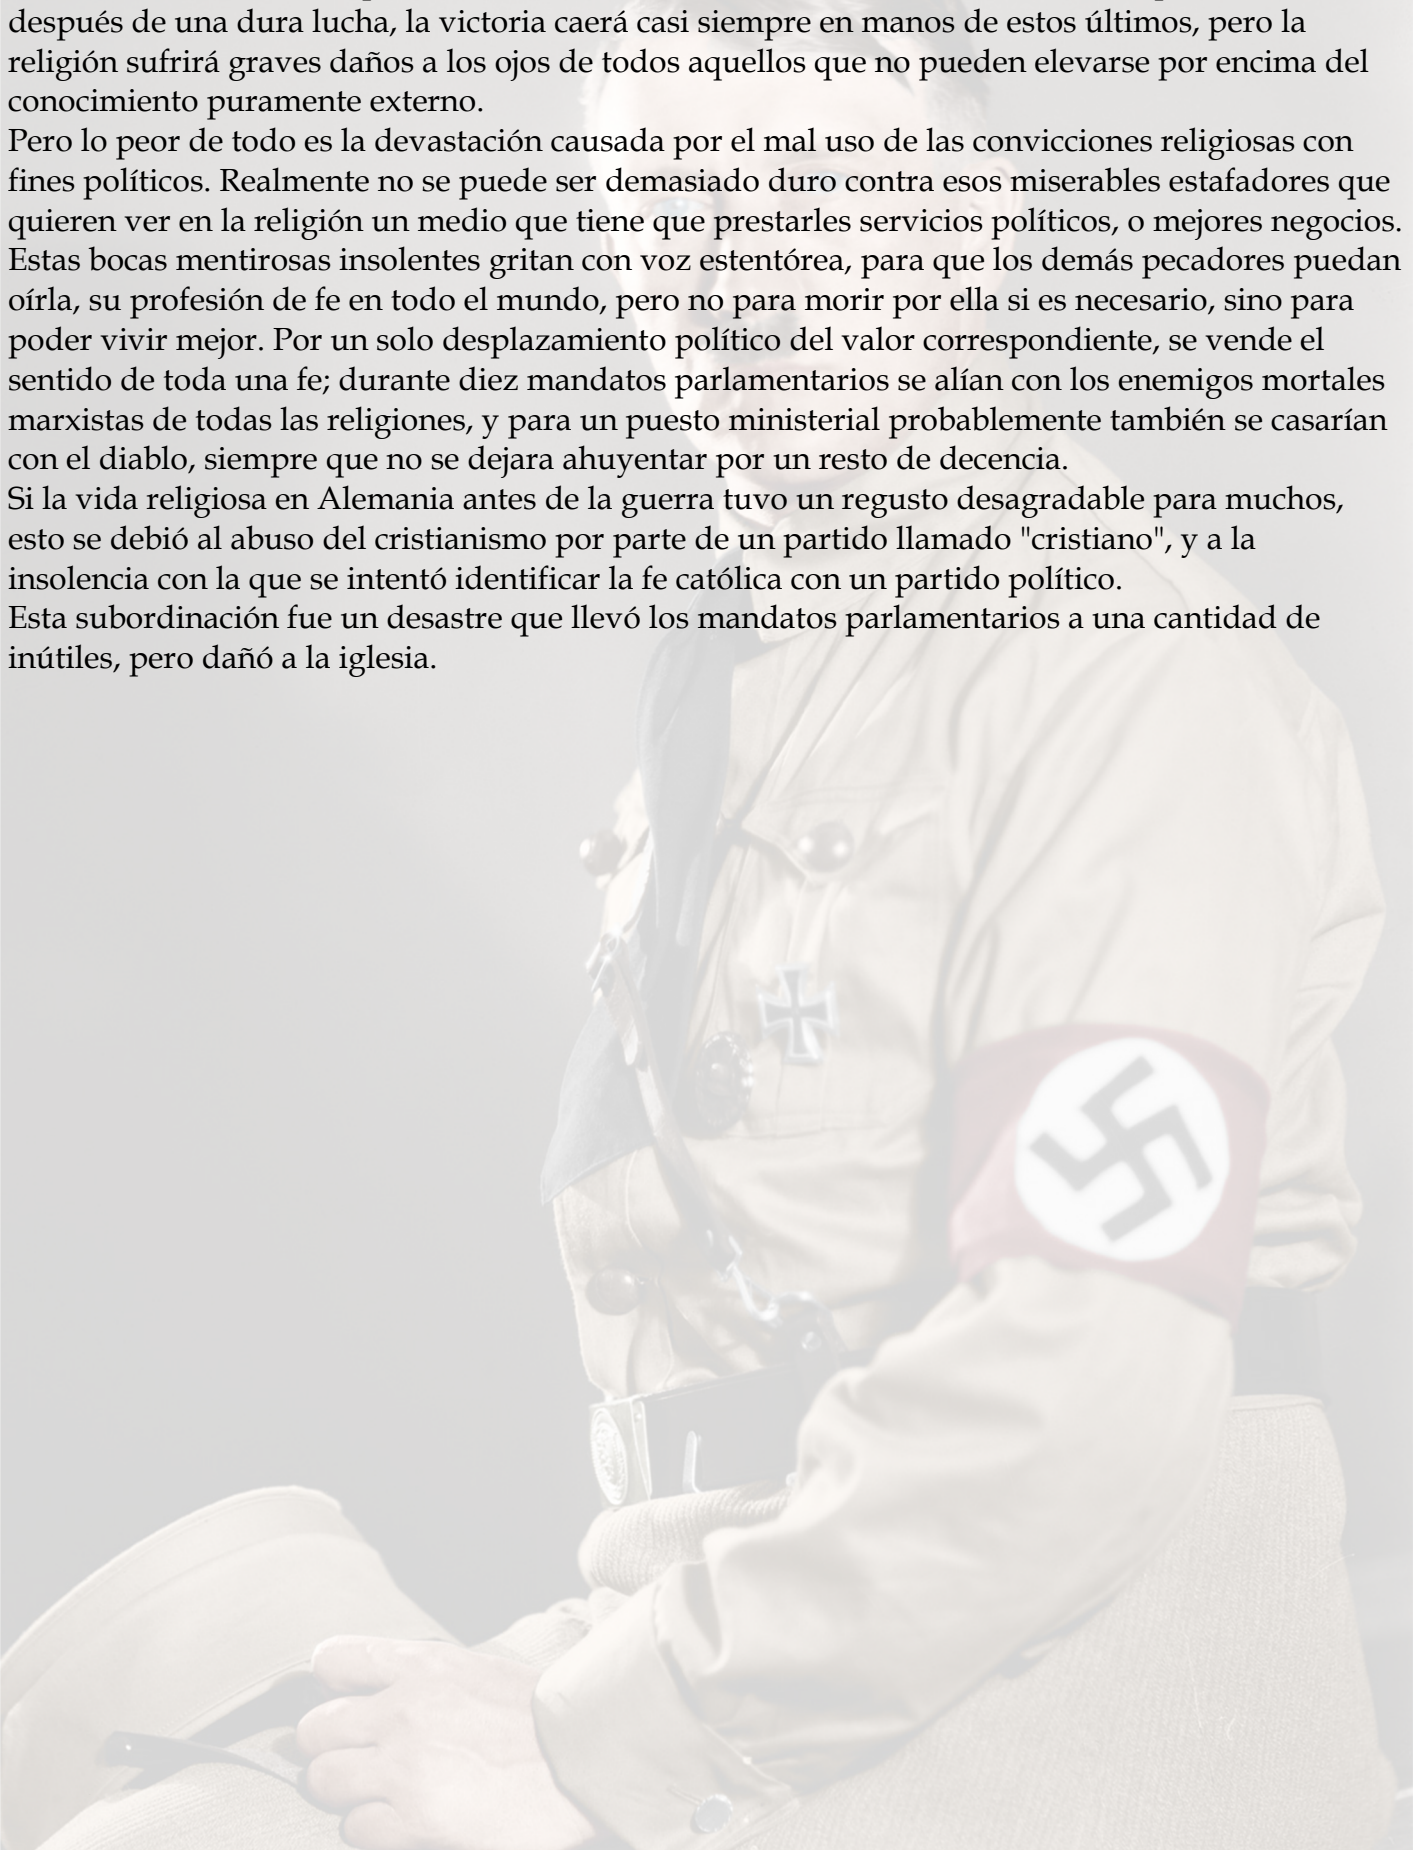 después de una dura lucha, la victoria caerá casi siempre en manos de estos últimos, pero la
religión sufrirá graves daños a los ojos de todos aquellos que no pueden elevarse por encima del
conocimiento puramente externo.
Pero lo peor de todo es la devastación causada por el mal uso de las convicciones religiosas con
fines políticos. Realmente no se puede ser demasiado duro contra esos miserables estafadores que
quieren ver en la religión un medio que tiene que prestarles servicios políticos, o mejores negocios.
Estas bocas mentirosas insolentes gritan con voz estentórea, para que los demás pecadores puedan
oírla, su profesión de fe en todo el mundo, pero no para morir por ella si es necesario, sino para
poder vivir mejor. Por un solo desplazamiento político del valor correspondiente, se vende el
sentido de toda una fe; durante diez mandatos parlamentarios se alían con los enemigos mortales
marxistas de todas las religiones, y para un puesto ministerial probablemente también se casarían
con el diablo, siempre que no se dejara ahuyentar por un resto de decencia.
Si la vida religiosa en Alemania antes de la guerra tuvo un regusto desagradable para muchos,
esto se debió al abuso del cristianismo por parte de un partido llamado "cristiano", y a la
insolencia con la que se intentó identificar la fe católica con un partido político.
Esta subordinación fue un desastre que llevó los mandatos parlamentarios a una cantidad de
inútiles, pero dañó a la iglesia.